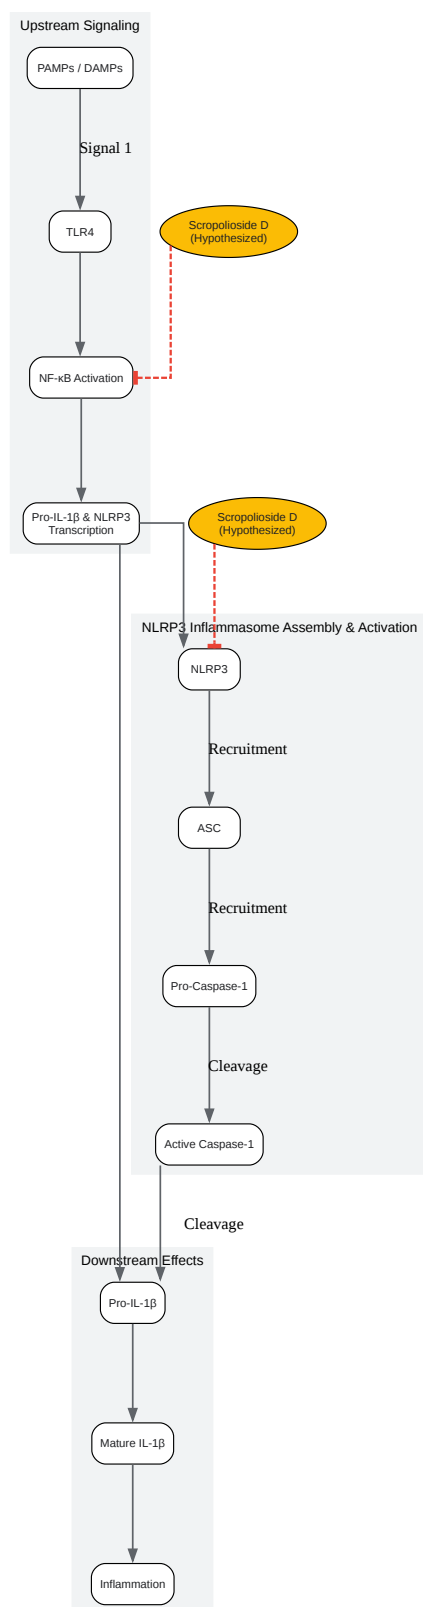 Upstream Signaling
PAMPs / DAMPs
Signal 1
TLR4
Scropolioside D
(Hypothesized)
NF-κB Activation
Pro-IL-1β & NLRP3
Transcription
Scropolioside D
(Hypothesized)
NLRP3 Inflammasome Assembly & Activation
NLRP3
Recruitment
ASC
Recruitment
Pro-Caspase-1
Cleavage
Active Caspase-1
Cleavage
Downstream Effects
Pro-IL-1β
Mature IL-1β
Inflammation